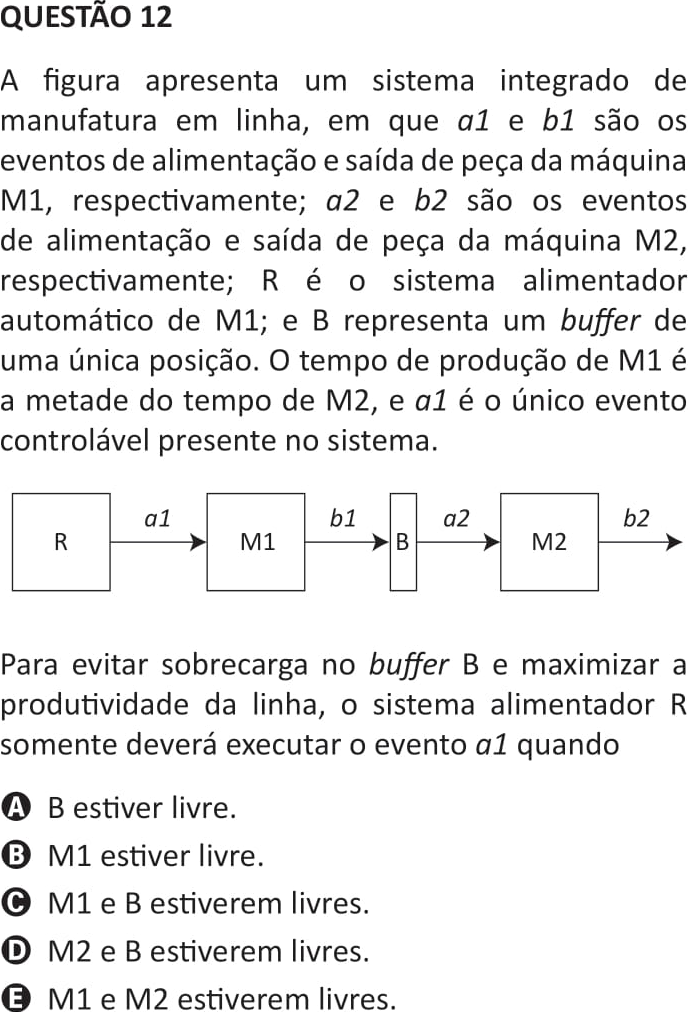 QUESTÃO 12
A figura apresenta um sistema integrado de
manufatura em linha, em que a1 e b1 são os
eventos de alimentação e saída de peça da máquina
M1, respectivamente; a2 e b2 são os eventos
de alimentação e saída de peça da máquina M2,
respectivamente; R é o sistema alimentador
automático de M1; e B representa um buffer de
uma única posição. O tempo de produção de M1 é
a metade do tempo de M2, e a1 é o único evento
controlável presente no sistema.
R a1 M1 b1 B a2 M2 b2
Para evitar sobrecarga no buffer B e maximizar a
produtividade da linha, o sistema alimentador R
somente deverá executar o evento a1 quando
A B estiver livre.
B M1 estiver livre.
C M1 e B estiverem livres.
D M2 e B estiverem livres.
E M1 e M2 estiverem livres.